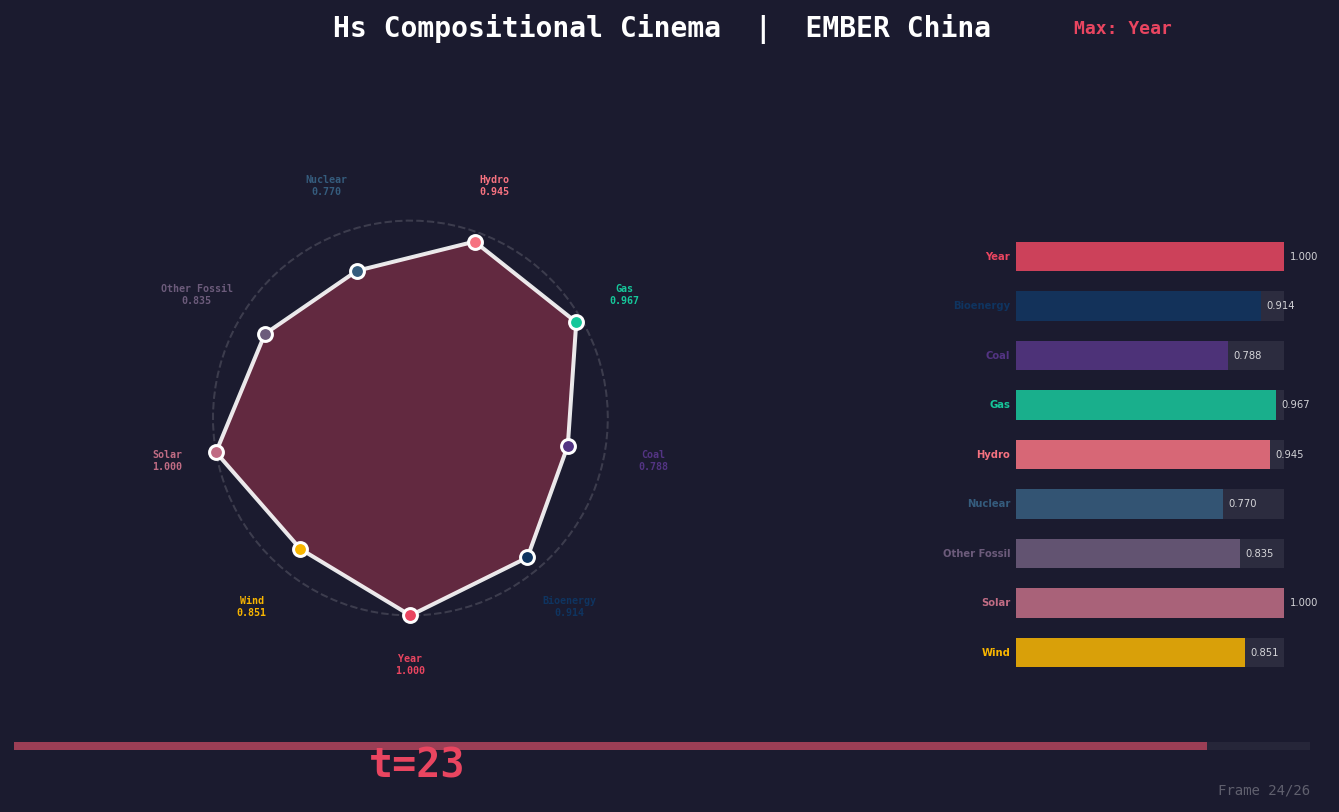 Hs Compositional Cinema | EMBER China
Max: Year
Nuclear
0.770
Hydro
0.945
Other Fossil
0.835
Gas
0.967
Solar
1.000
Coal
0.788
Wind
0.851
Bioenergy
0.914
Year
1.000
Year 1.000
Bioenergy 0.914
Coal 0.788
Gas 0.967
Hydro 0.945
Nuclear 0.770
Other Fossil 0.835
Solar 1.000
Wind 0.851
t=23
Frame 24/26